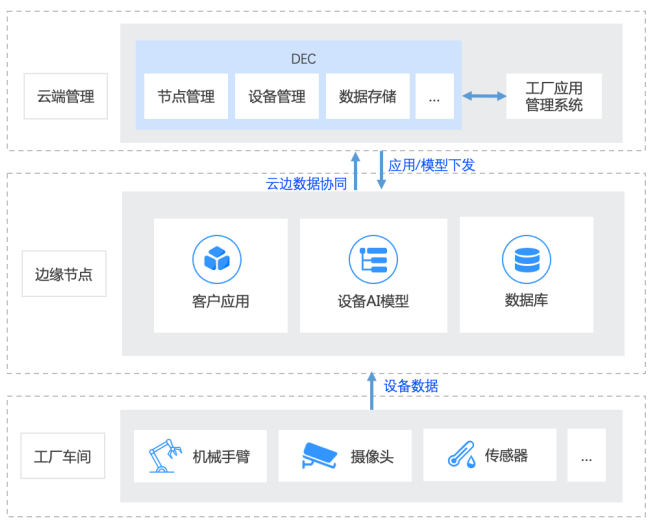 DEC
云端管理
节点管理
设备管理
数据存储
...
工厂应用
管理系统
云边数据协同
应用/模型下发
边缘节点
客户应用
设备AI模型
数据库
设备数据
工厂车间
机械手臂
摄像头
传感器
...